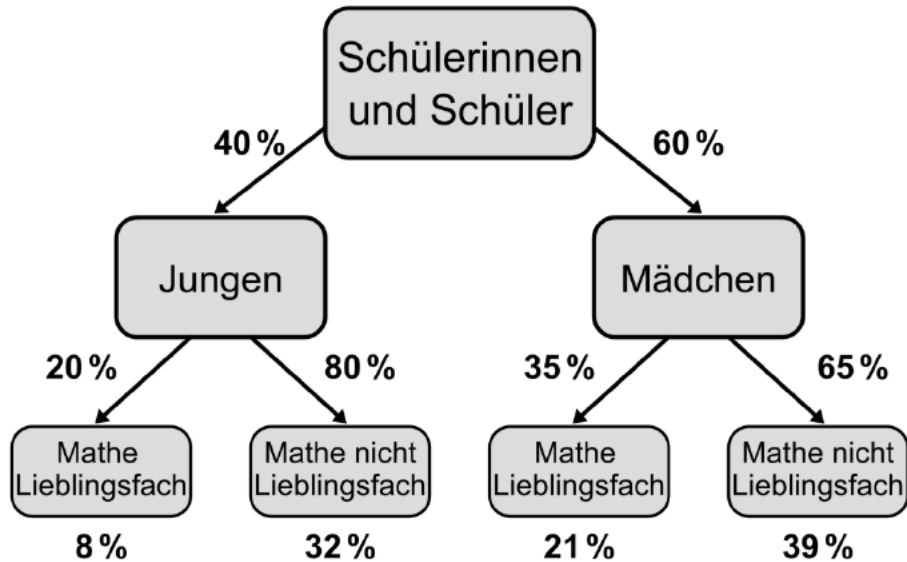 Schülerinnen
und Schüler
40 %
60 %
Jungen
Mädchen
20 %
80 %
35 %
65 %
Mathe
Lieblingsfach
Mathe nicht
Lieblingsfach
Mathe
Lieblingsfach
Mathe nicht
Lieblingsfach
8 %
32 %
21 %
39 %